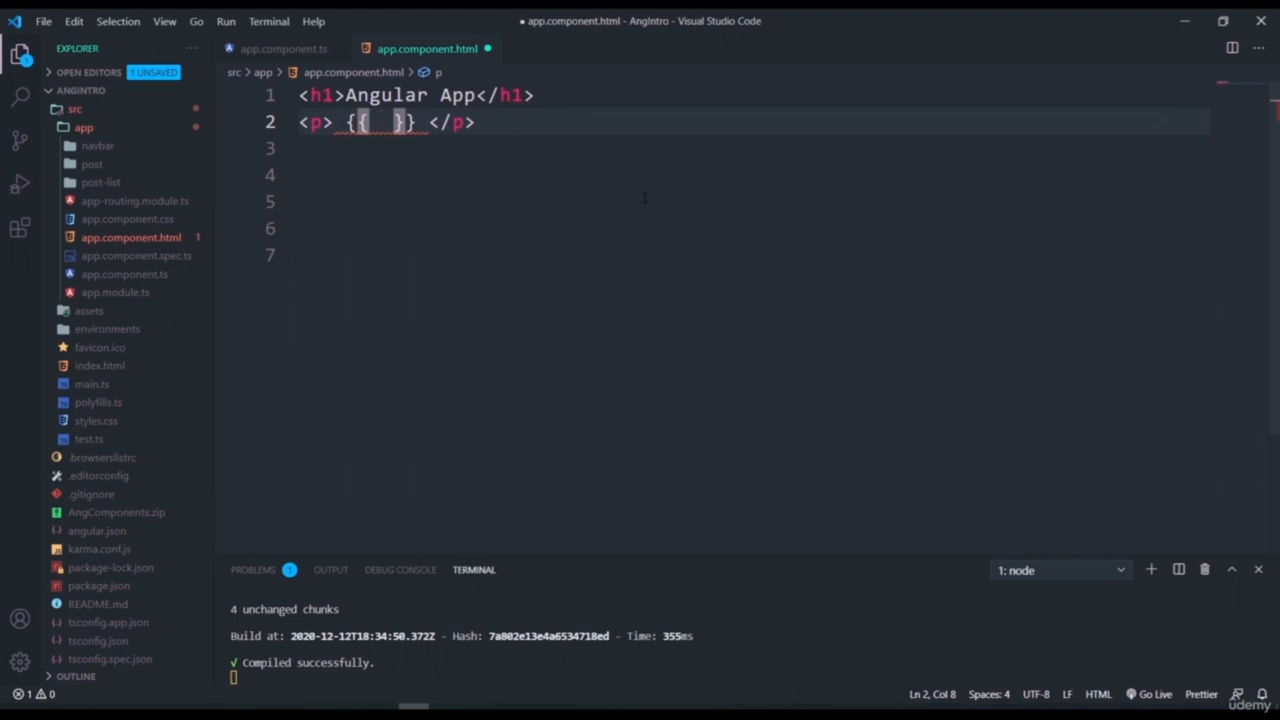 File Edit Selection View Go Run Terminal Help
● app.component.html - AngIntro - Visual Studio Code
EXPLORER ···
OPEN EDITORS 1 UNSAVED
ANGINTRO
src
app
navbar
post
post-list
app-routing.module.ts
app.component.css
app.component.html 1
app.component.spec.ts
app.component.ts
app.module.ts
assets
environments
favicon.ico
index.html
main.ts
polyfills.ts
styles.css
test.ts
.browserslistrc
.editorconfig
.gitignore
AngComponents.zip
angular.json
karma.conf.js
package-lock.json
package.json
README.md
tsconfig.app.json
tsconfig.json
tsconfig.spec.json
OUTLINE
app.component.ts app.component.html
src > app > app.component.html > p
1 <h1>Angular App</h1>
2 <p> {{  }} </p>
3
4
5
6
7
PROBLEMS 1 OUTPUT DEBUG CONSOLE TERMINAL 1: node
4 unchanged chunks
Build at: 2020-12-12T18:34:50.372Z - Hash: 7a802e13e4a6534718ed - Time: 355ms
√ Compiled successfully.
1 0 Ln 2, Col 8 Spaces: 4 UTF-8 LF HTML Go Live Prettier
udemy